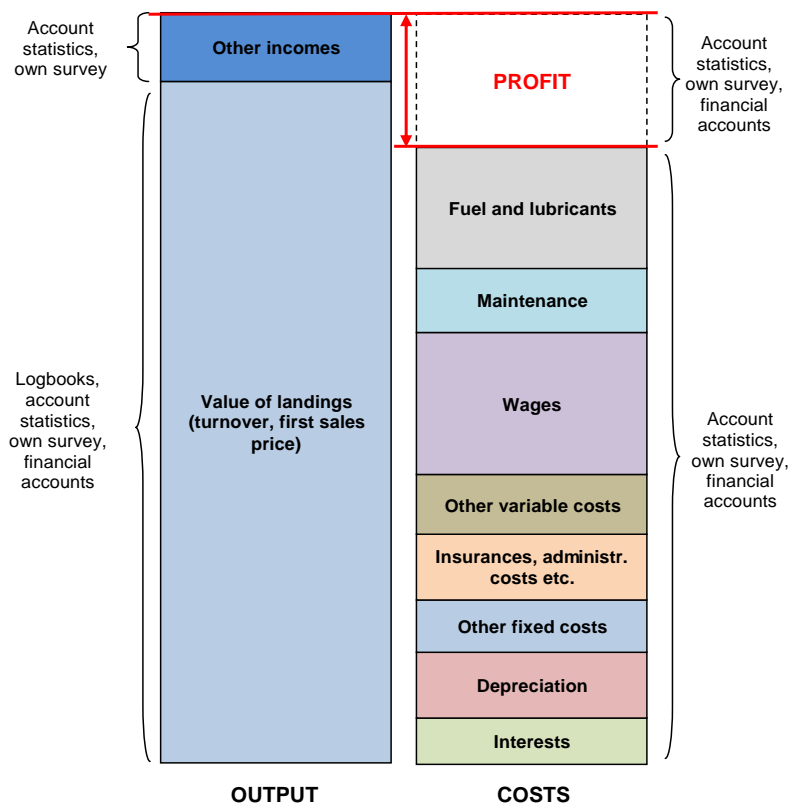 Account
statistics,
own survey
Other incomes
PROFIT
Account
statistics,
own survey,
financial
accounts
Fuel and lubricants
Maintenance
Logbooks,
account
statistics,
own survey,
financial
accounts
Value of landings
(turnover, first sales
price)
Wages
Account
statistics,
own survey,
financial
accounts
Other variable costs
Insurances, administr.
costs etc.
Other fixed costs
Depreciation
Interests
OUTPUT
COSTS